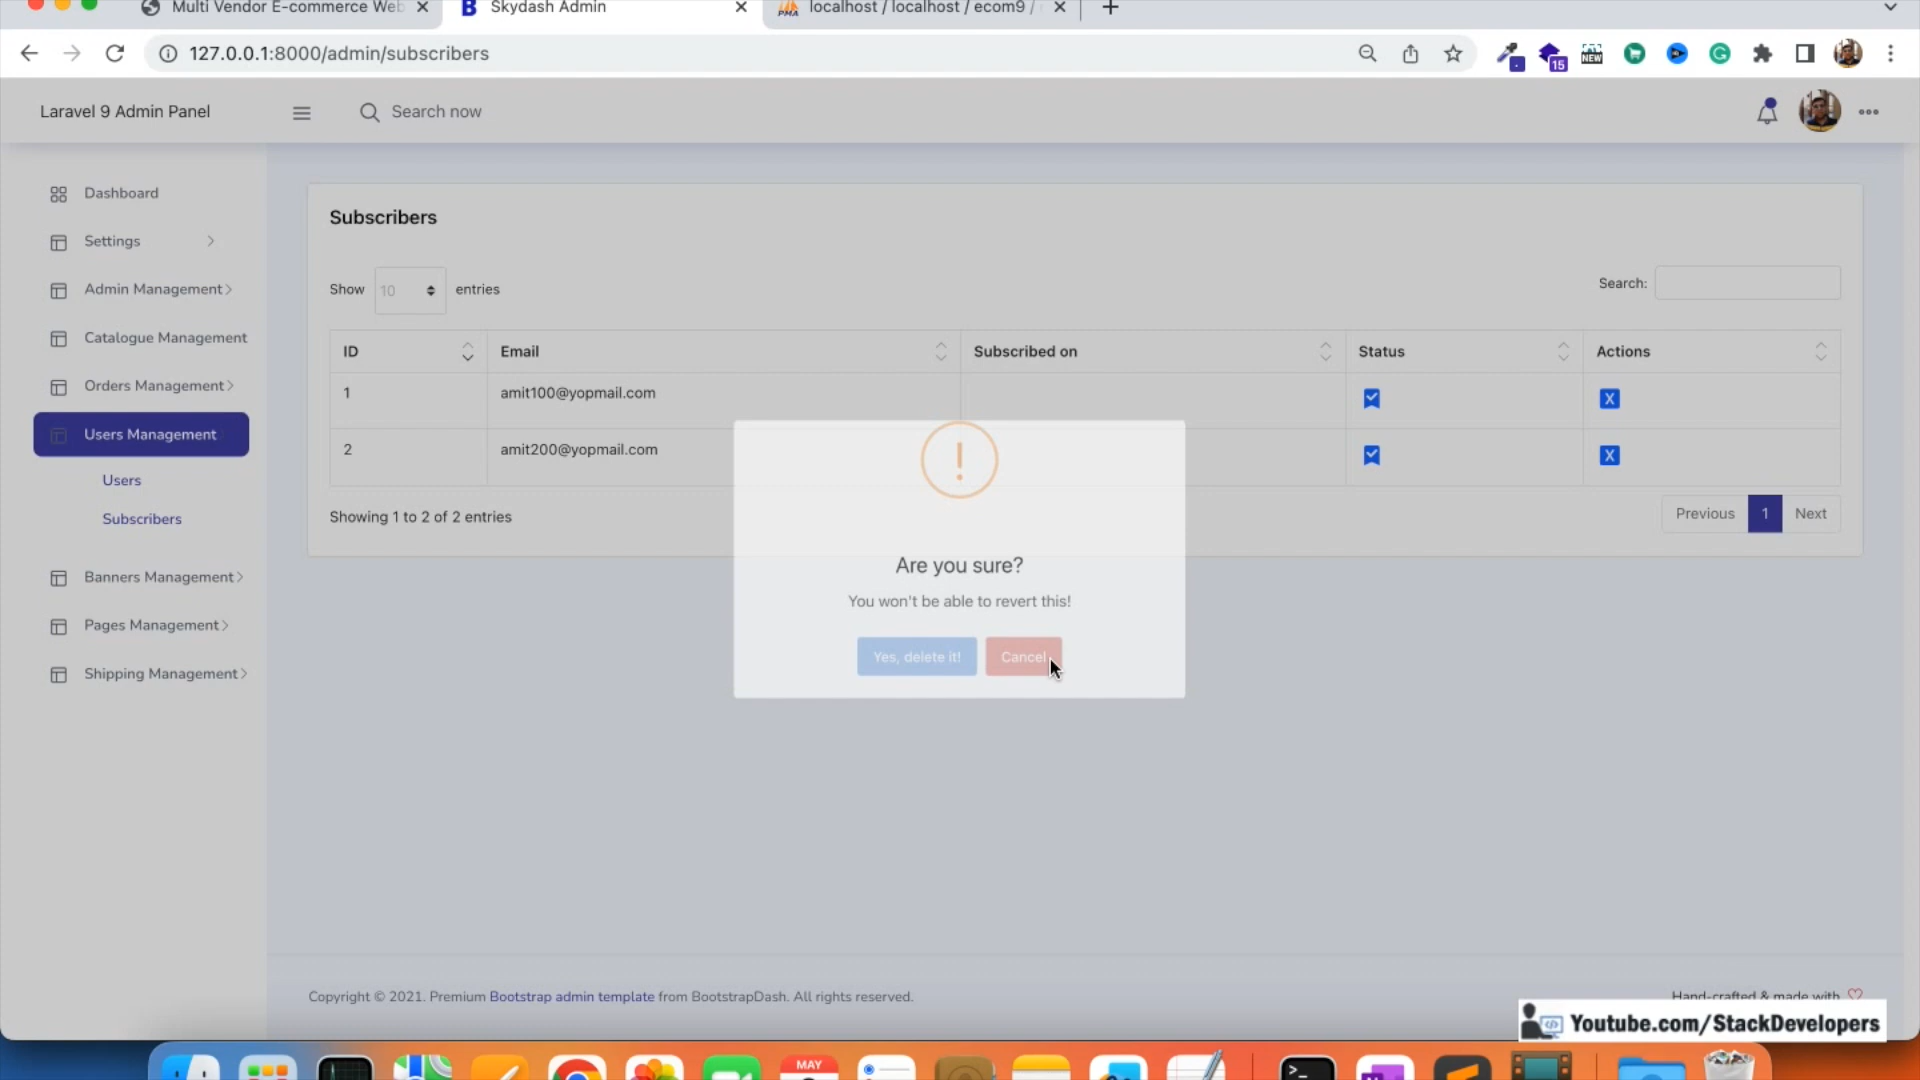 Multi Vendor E-commerce Web
Skydash Admin
localhost / localhost / ecom9 /
127.0.0.1:8000/admin/subscribers
15
NEW
Laravel 9 Admin Panel
Search now
Dashboard
Settings
Admin Management
Catalogue Management
Orders Management
Users Management
Users
Subscribers
Banners Management
Pages Management
Shipping Management
Subscribers
Show 10 entries
Search:
ID Email Subscribed on Status Actions
1 amit100@yopmail.com X
2 amit200@yopmail.com X
Showing 1 to 2 of 2 entries
Previous 1 Next
!
Are you sure?
You won't be able to revert this!
Yes, delete it! Cancel
Copyright © 2021. Premium Bootstrap admin template from BootstrapDash. All rights reserved.
Hand-crafted & made with
Youtube.com/StackDevelopers
MAY